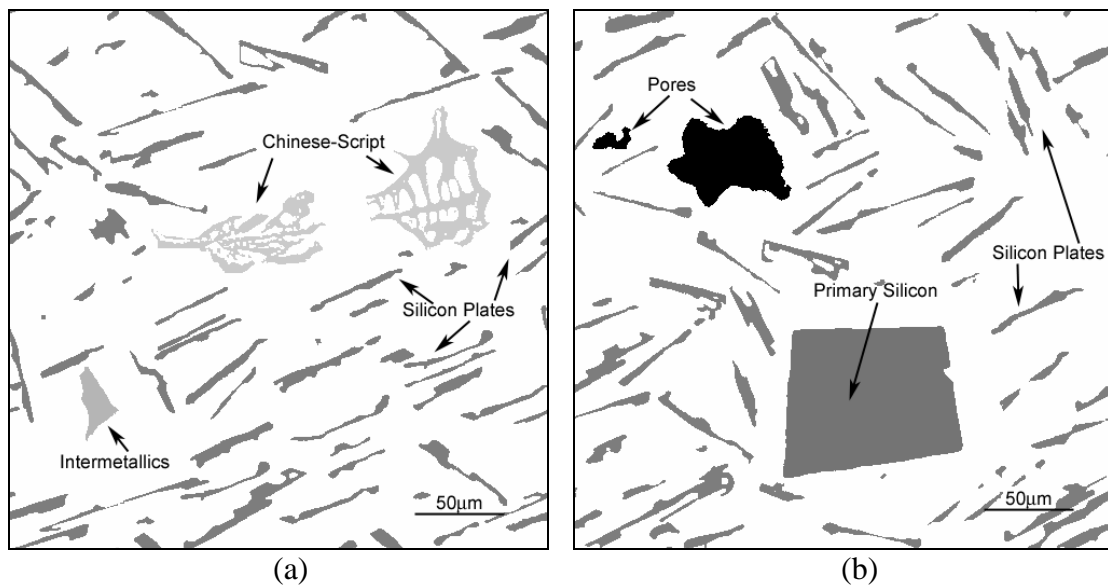 Chinese-Script
Silicon Plates
Intermetallics
50μm
(a)
Pores
Silicon Plates
Primary Silicon
50μm
(b)